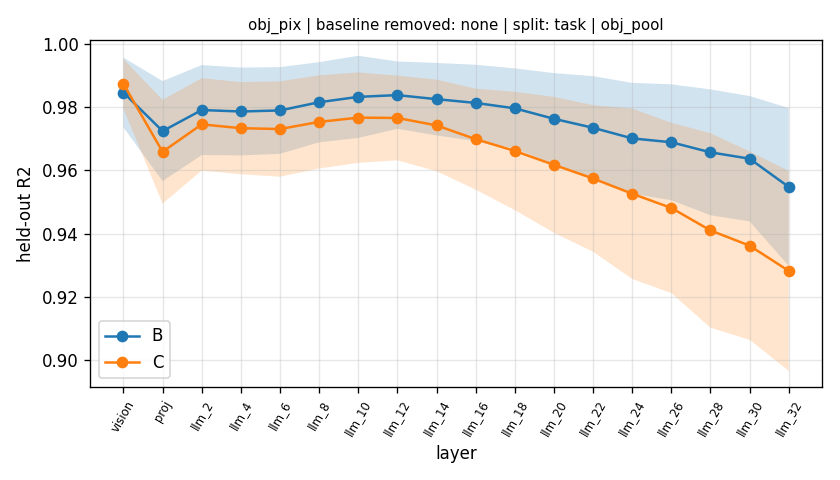 obj_pix | baseline removed: none | split: task | obj_pool
1.00
0.98
0.96
0.94
0.92
0.90
held-out R2
B
C
vision
proj
llm_2
llm_4
llm_6
llm_8
llm_10
llm_12
llm_14
llm_16
llm_18
llm_20
llm_22
llm_24
llm_26
llm_28
llm_30
llm_32
layer